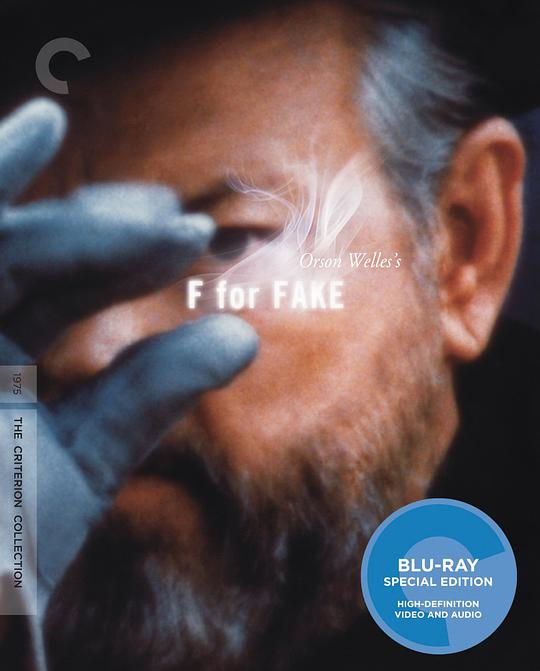 Orson Welles's
F for FAKE
1975
THE CRITERION COLLECTION
BLU-RAY
SPECIAL EDITION
HIGH-DEFINITION
VIDEO AND AUDIO